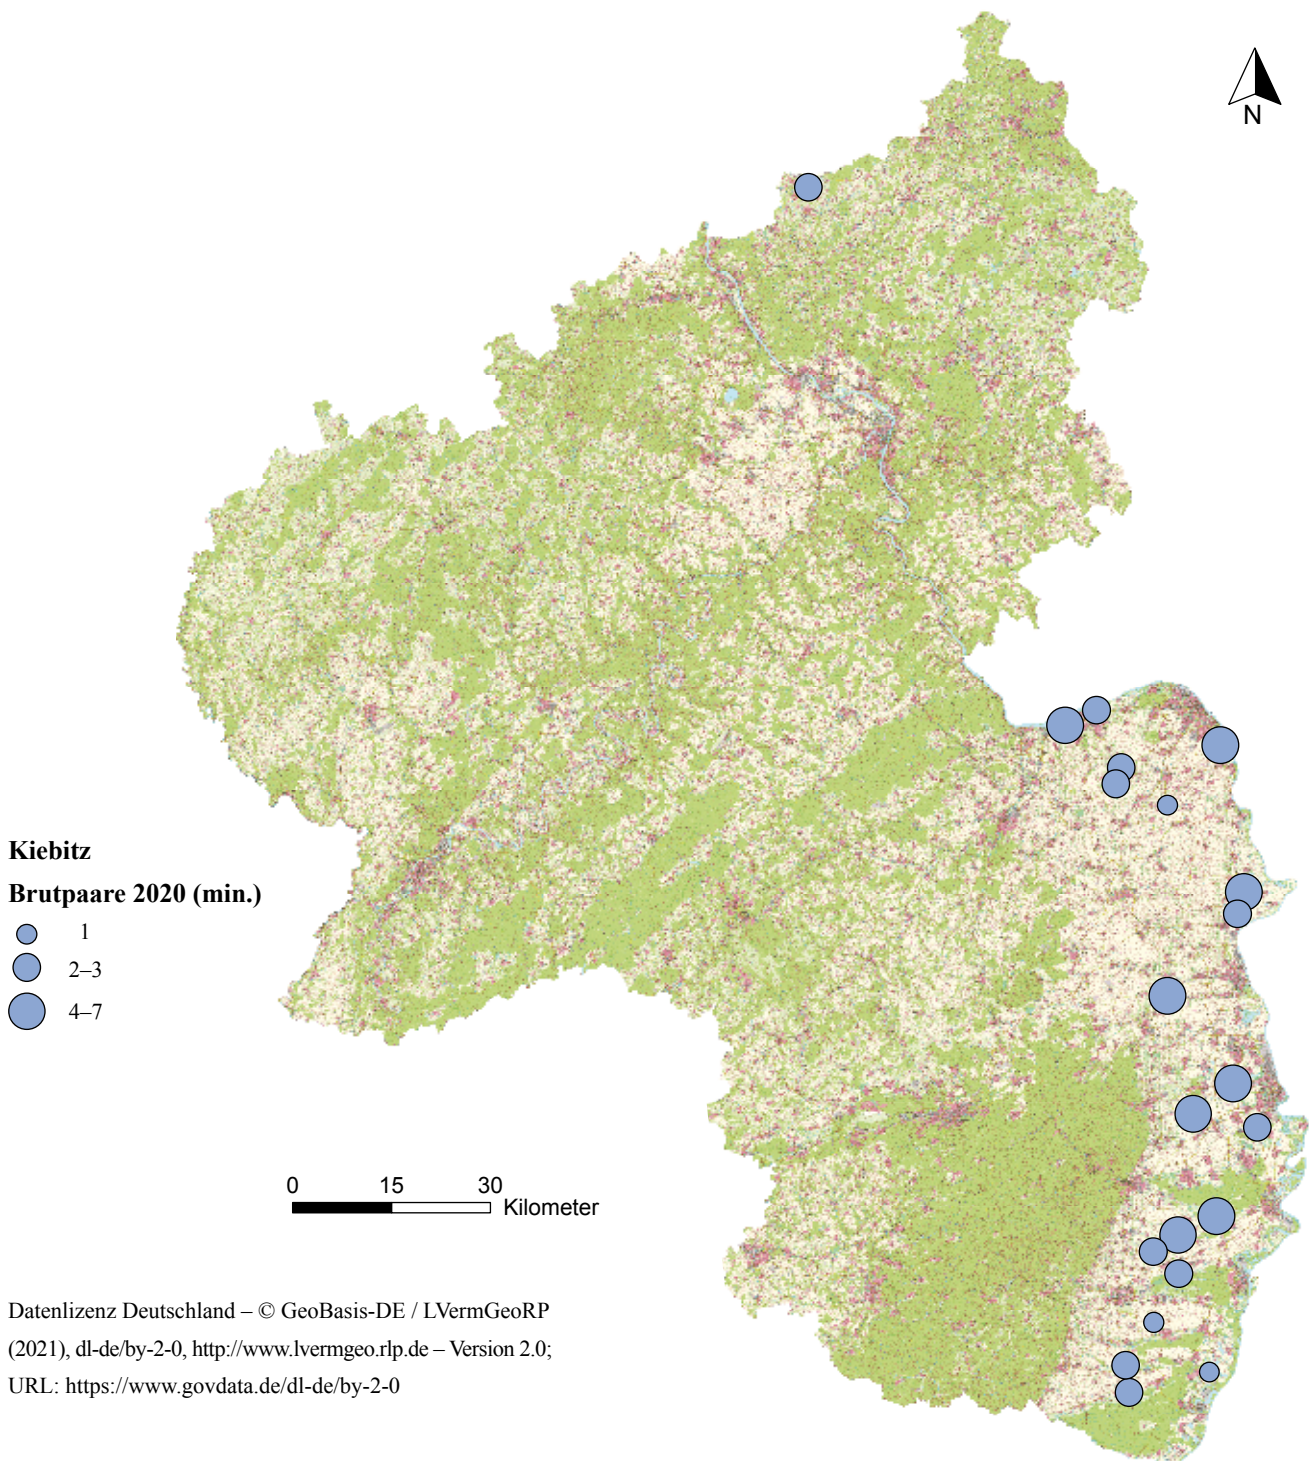 N
Kiebitz
Brutpaare 2020 (min.)
1
2–3
4–7
0 15 30
Kilometer
Datenlizenz Deutschland – © GeoBasis-DE / LVermGeoRP
(2021), dl-de/by-2-0, http://www.lvermgeo.rlp.de – Version 2.0;
URL: https://www.govdata.de/dl-de/by-2-0